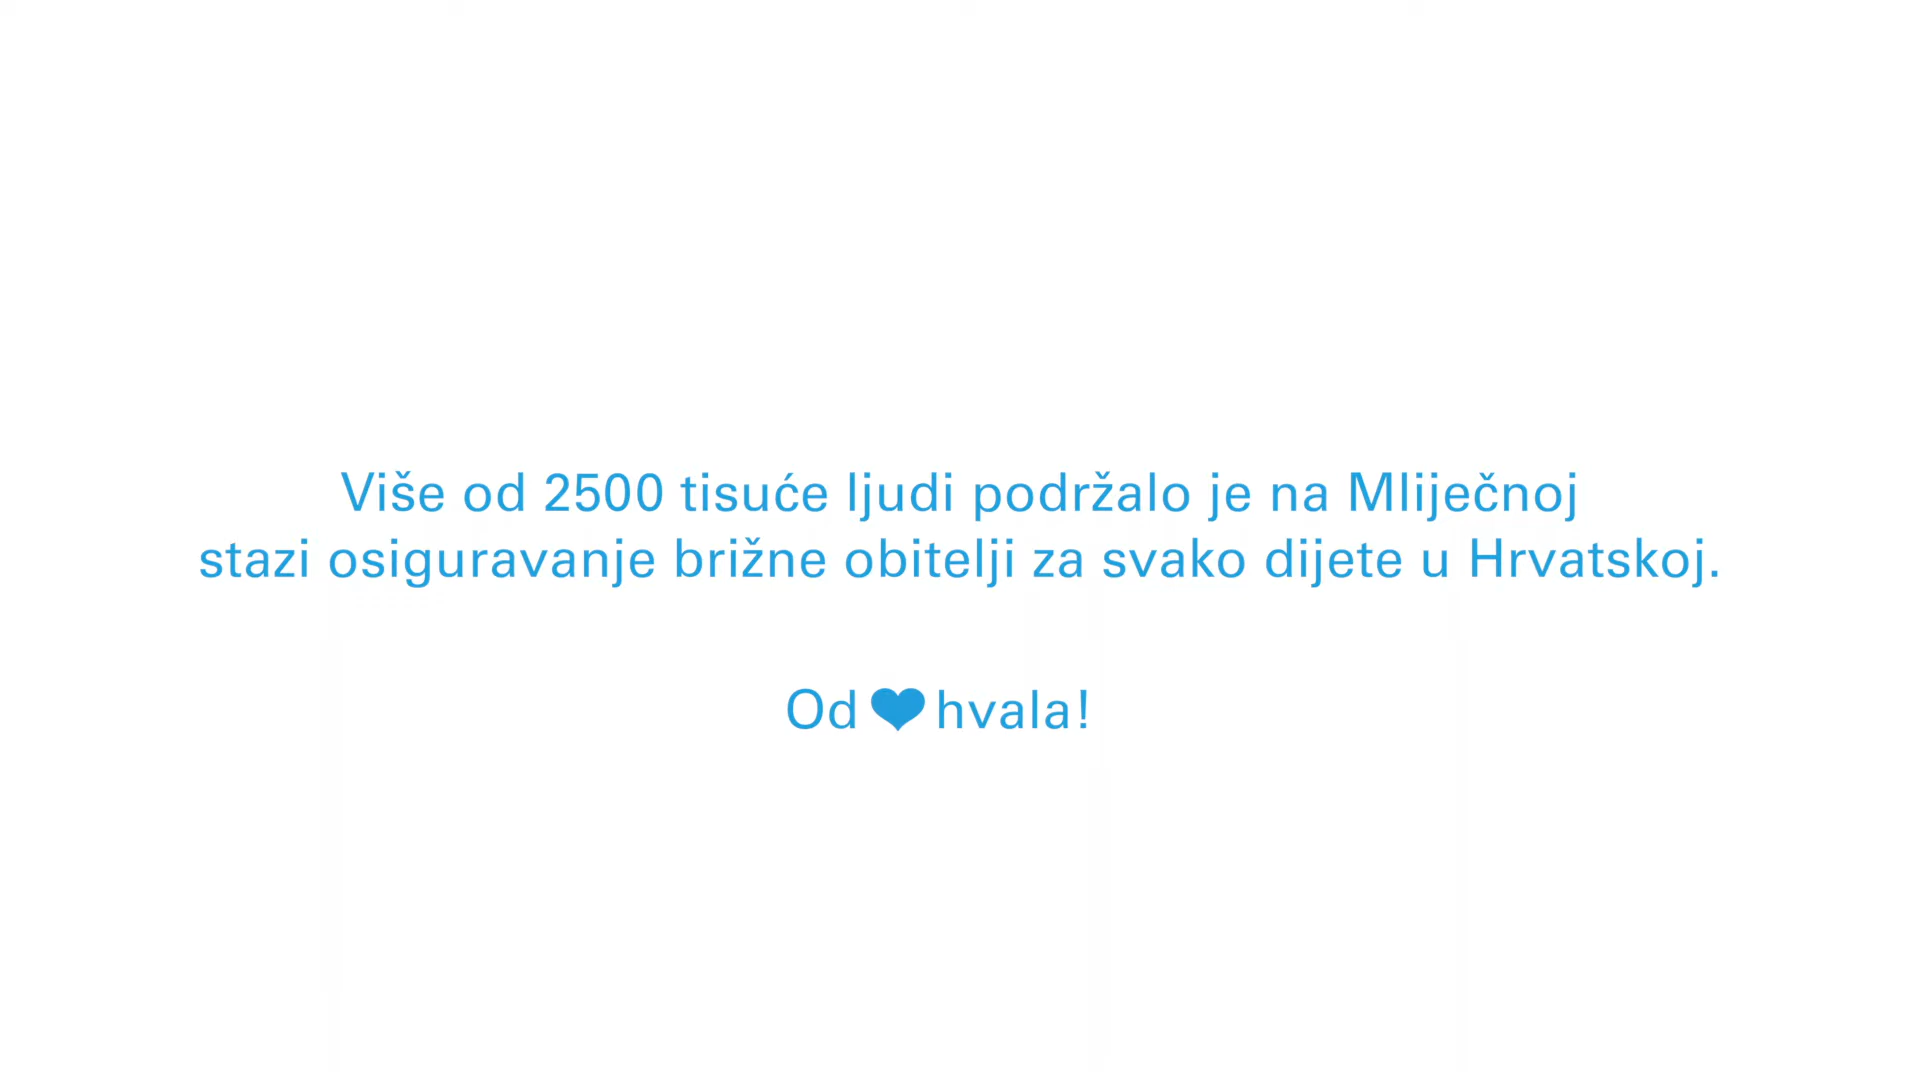 Više od 2500 tisuće ljudi podržalo je na Mliječnoj
stazi osiguravanje brižne obitelji za svako dijete u Hrvatskoj.
Od ♥ hvala!